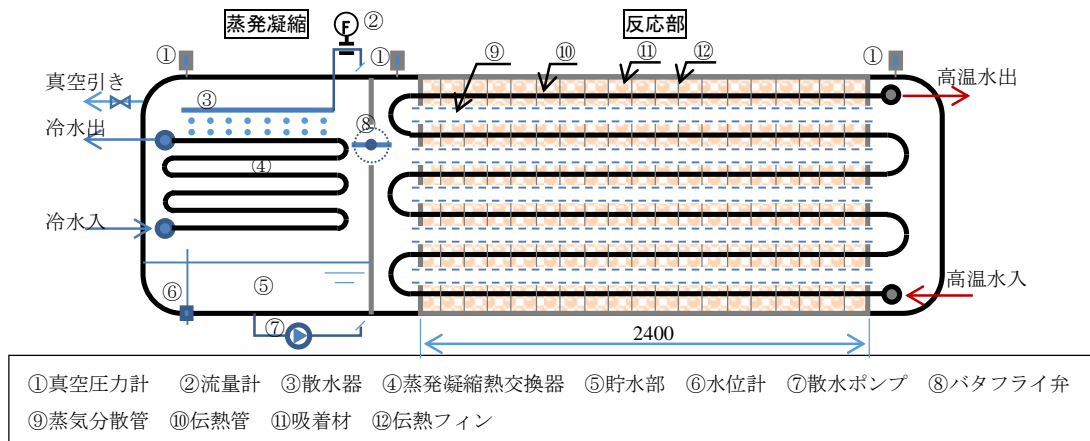 蒸発凝縮 F ② 反応部
① ① ⑨ ⑩ ⑪ ⑫ ①
真空引き 高温水出
③
冷水出 ⑧
④
冷水入
高温水入
⑥ ⑤
⑦ 2400
①真空圧力計 ②流量計 ③散水器 ④蒸発凝縮熱交換器 ⑤貯水部 ⑥水位計 ⑦散水ポンプ ⑧バタフライ弁
⑨蒸気分散管 ⑩伝熱管 ⑪吸着材 ⑫伝熱フィン